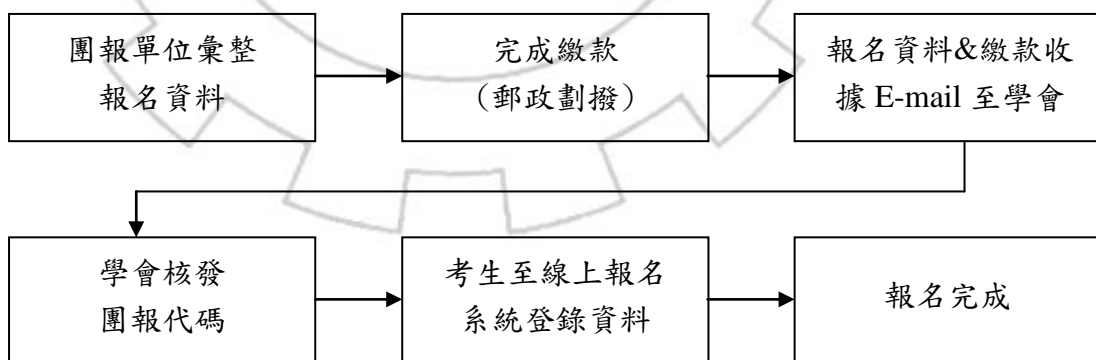 團報單位彙整
報名資料
完成繳款
（郵政劃撥）
報名資料&繳款收
據 E-mail 至學會
學會核發
團報代碼
考生至線上報名
系統登錄資料
報名完成